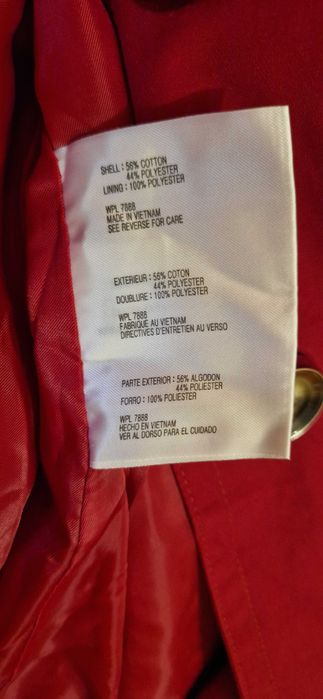 SHELL : 56% COTTON
44% POLYESTER
LINING : 100% POLYESTER
WPL 7888
MADE IN VIETNAM
SEE REVERSE FOR CARE
EXTERIEUR : 56% COTON
44% POLYESTER
DOUBLURE : 100% POLYESTER
WPL 7888
FABRIQUE AU VIETNAM
DIRECTIVES D'ENTRETIEN AU VERSO
PARTE EXTERIOR : 56% ALGODON
44% POLIESTER
FORRO : 100% POLIESTER
WPL 7888
HECHO EN VIETNAM
VER AL DORSO PARA EL CUIDADO